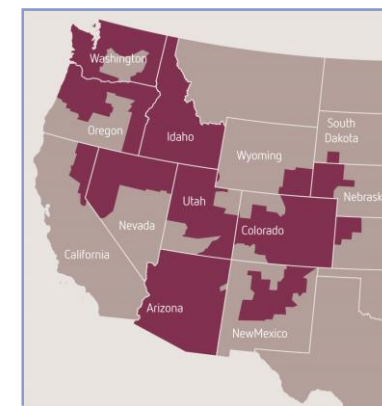 Washington
Oregon
Idaho
South
Dakota
Wyoming
Nebrask
Nevada
Utah
Colorado
California
Arizona
NewMexico